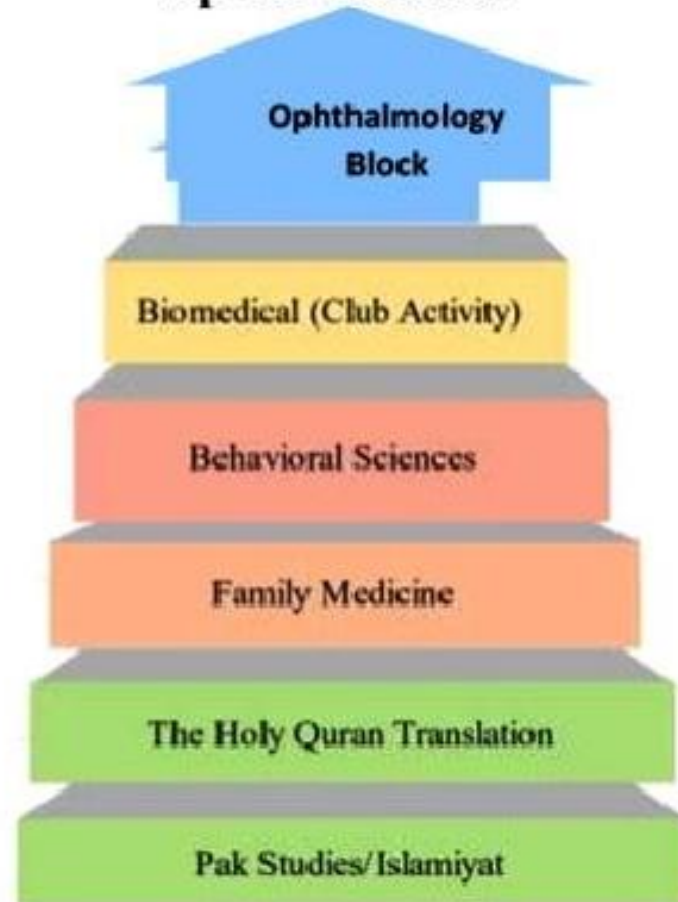 Ophthalmology
Block
Biomedical (Club Activity)
Behavioral Sciences
Family Medicine
The Holy Quran Translation
Pak Studies/Islamiyat